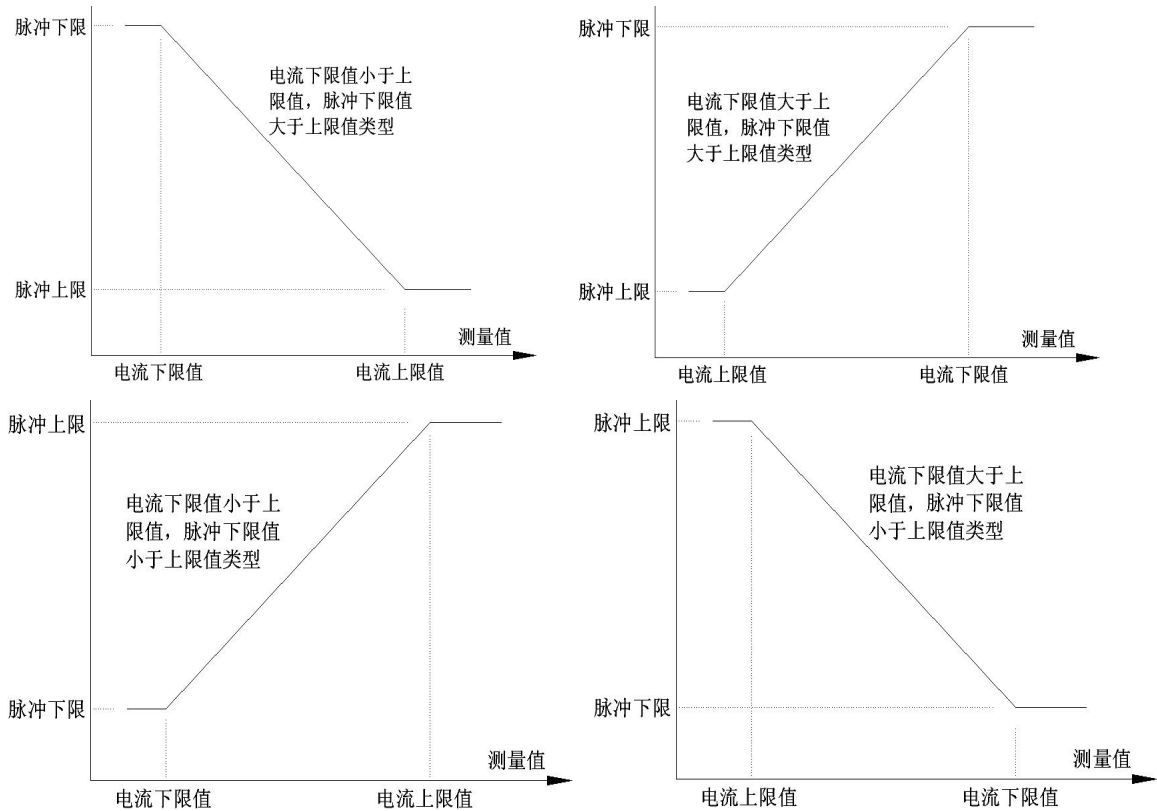 脉冲下限
电流下限值小于上
限值，脉冲下限值
大于上限值类型
脉冲上限
测量值
电流下限值
电流上限值
脉冲下限
电流下限值大于上
限值，脉冲下限值
大于上限值类型
脉冲上限
测量值
电流上限值
电流下限值
脉冲上限
电流下限值小于上
限值，脉冲下限值
小于上限值类型
脉冲下限
测量值
电流下限值
电流上限值
脉冲上限
电流下限值大于上
限值，脉冲下限值
小于上限值类型
脉冲下限
测量值
电流上限值
电流下限值